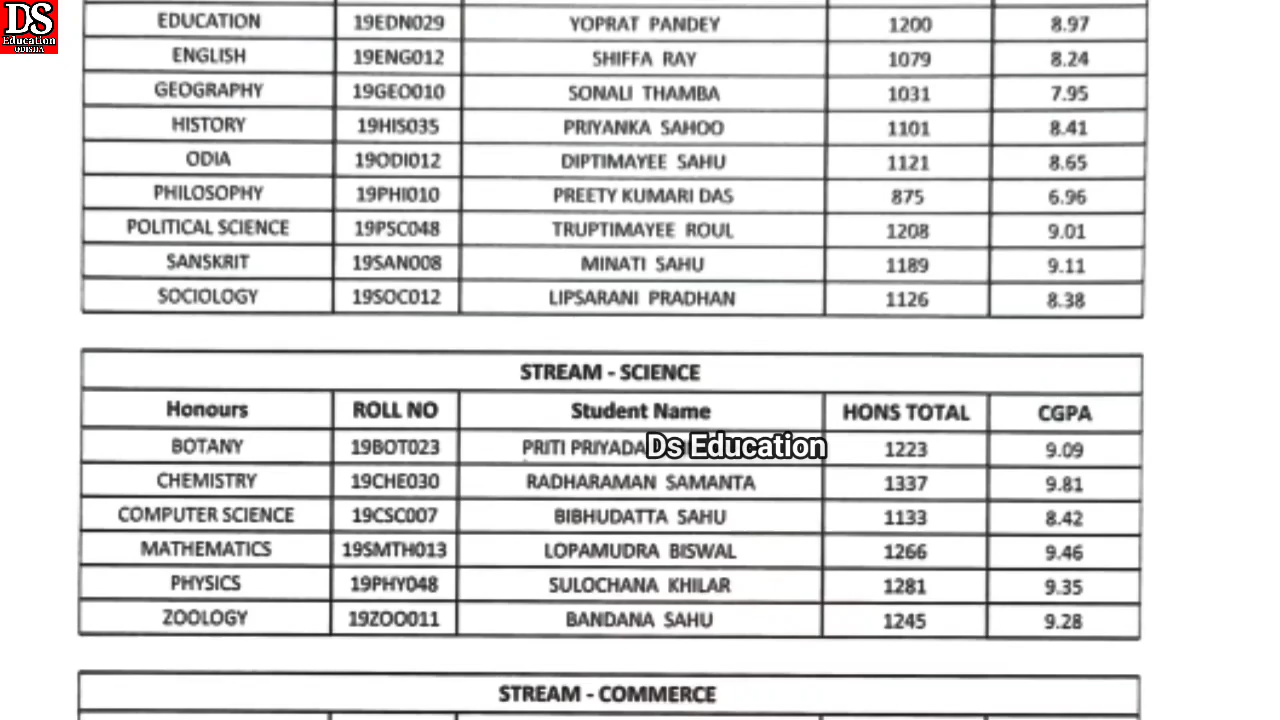 DS
Education
ODISHA
EDUCATION 19EDN029 YOPRAT PANDEY 1200 8.97
ENGLISH 19ENG012 SHIFFA RAY 1079 8.24
GEOGRAPHY 19GEO010 SONALI THAMBA 1031 7.95
HISTORY 19HIS035 PRIYANKA SAHOO 1101 8.41
ODIA 19ODI012 DIPTIMAYEE SAHU 1121 8.65
PHILOSOPHY 19PHI010 PREETY KUMARI DAS 875 6.96
POLITICAL SCIENCE 19PSC048 TRUPTIMAYEE ROUL 1208 9.01
SANSKRIT 19SAN008 MINATI SAHU 1189 9.11
SOCIOLOGY 19SOC012 LIPSARANI PRADHAN 1126 8.38
STREAM - SCIENCE
Honours ROLL NO Student Name HONS TOTAL CGPA
BOTANY 19BOT023 PRITI Ds Education 1223 9.09
CHEMISTRY 19CHE030 RADHARAMAN SAMANTA 1337 9.81
COMPUTER SCIENCE 19CSC007 BIBHUDATTA SAHU 1133 8.42
MATHEMATICS 19SMTH013 LOPAMUDRA BISWAL 1266 9.46
PHYSICS 19PHY048 SULOCHANA KHILAR 1281 9.35
ZOOLOGY 19ZOO011 BANDANA SAHU 1245 9.28
STREAM - COMMERCE